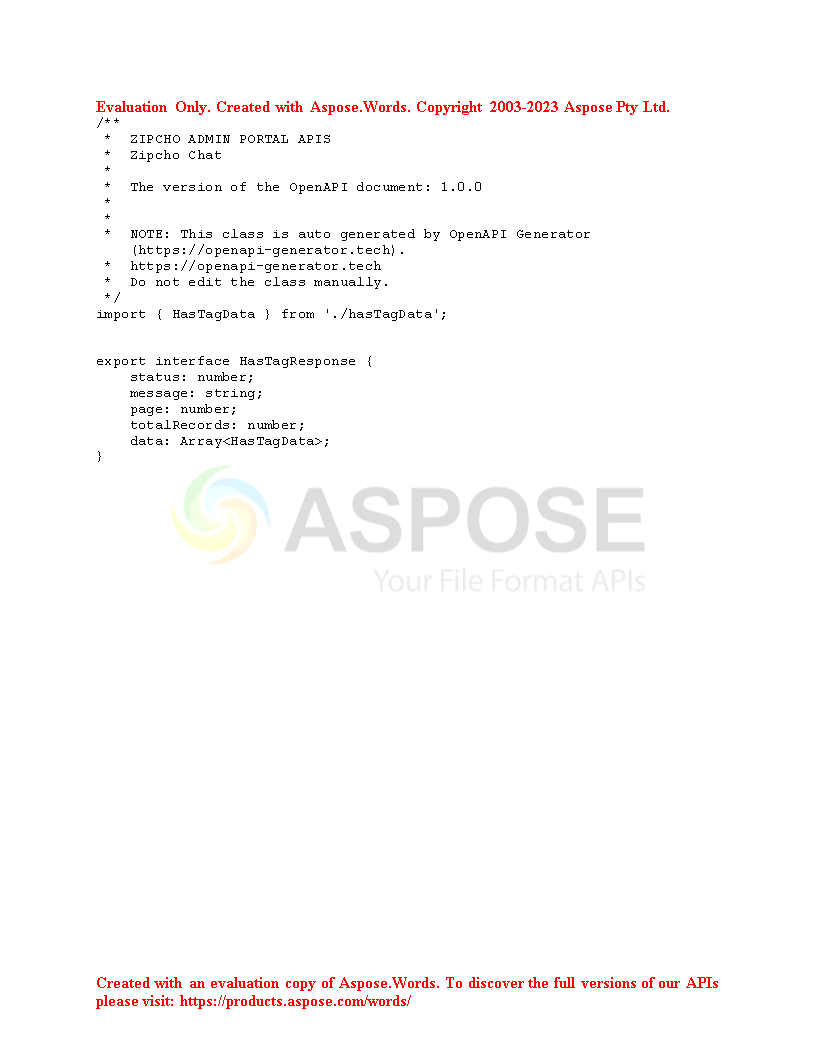 Evaluation Only. Created with Aspose.Words. Copyright 2003-2023 Aspose Pty Ltd.
/**
 *  ZIPCHO ADMIN PORTAL APIS
 *  Zipcho Chat
 *
 *  The version of the OpenAPI document: 1.0.0
 *
 *
 *  NOTE: This class is auto generated by OpenAPI Generator
    (https://openapi-generator.tech).
 *  https://openapi-generator.tech
 *  Do not edit the class manually.
 */
import { HasTagData } from './hasTagData';
export interface HasTagResponse {
    status: number;
    message: string;
    page: number;
    totalRecords: number;
    data: Array<HasTagData>;
}
ASPOSE
Your File Format APIs
Created with an evaluation copy of Aspose.Words. To discover the full versions of our APIs
please visit: https://products.aspose.com/words/